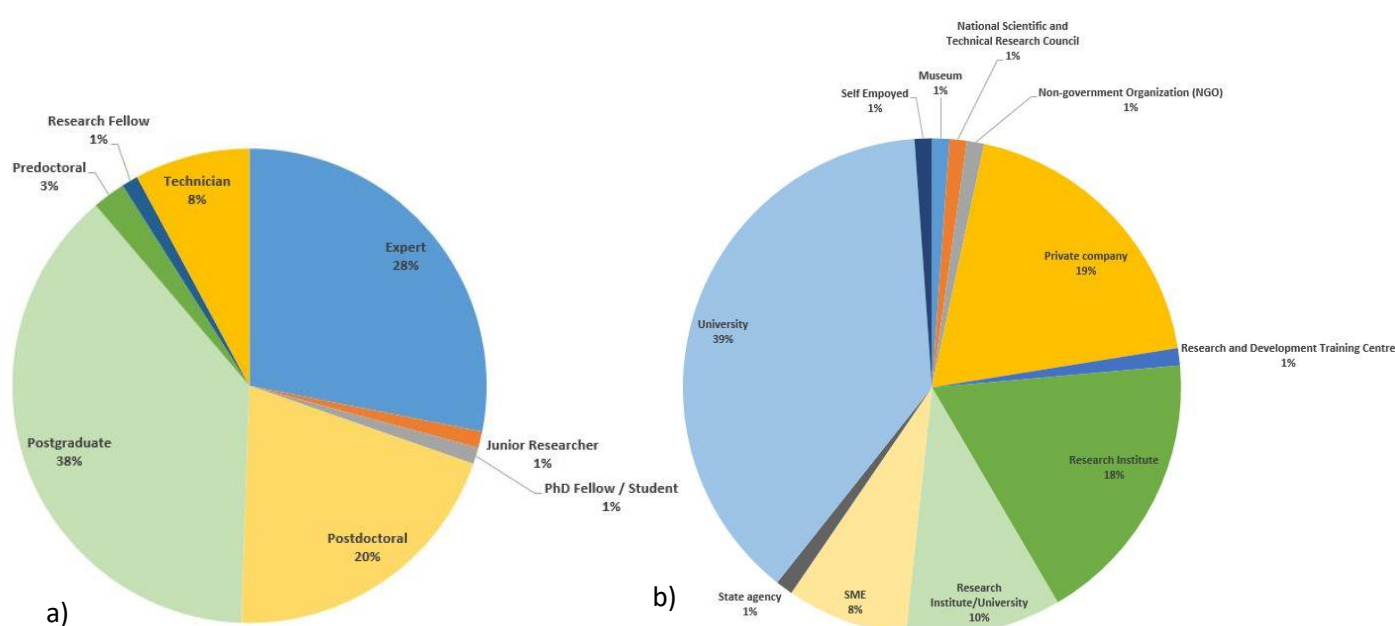 Research Fellow
1%
Predoctoral
3%
Technician
8%
Expert
28%
Junior Researcher
1%
PhD Fellow / Student
1%
Postgraduate
38%
Postdoctoral
20%
a)
National Scientific and
Technical Research Council
1%
Museum
1%
Self Empoyed
1%
Non-government Organization (NGO)
1%
Private company
19%
University
39%
Research and Development Training Centre
1%
Research Institute
18%
State agency
1%
SME
8%
Research
Institute/University
10%
b)